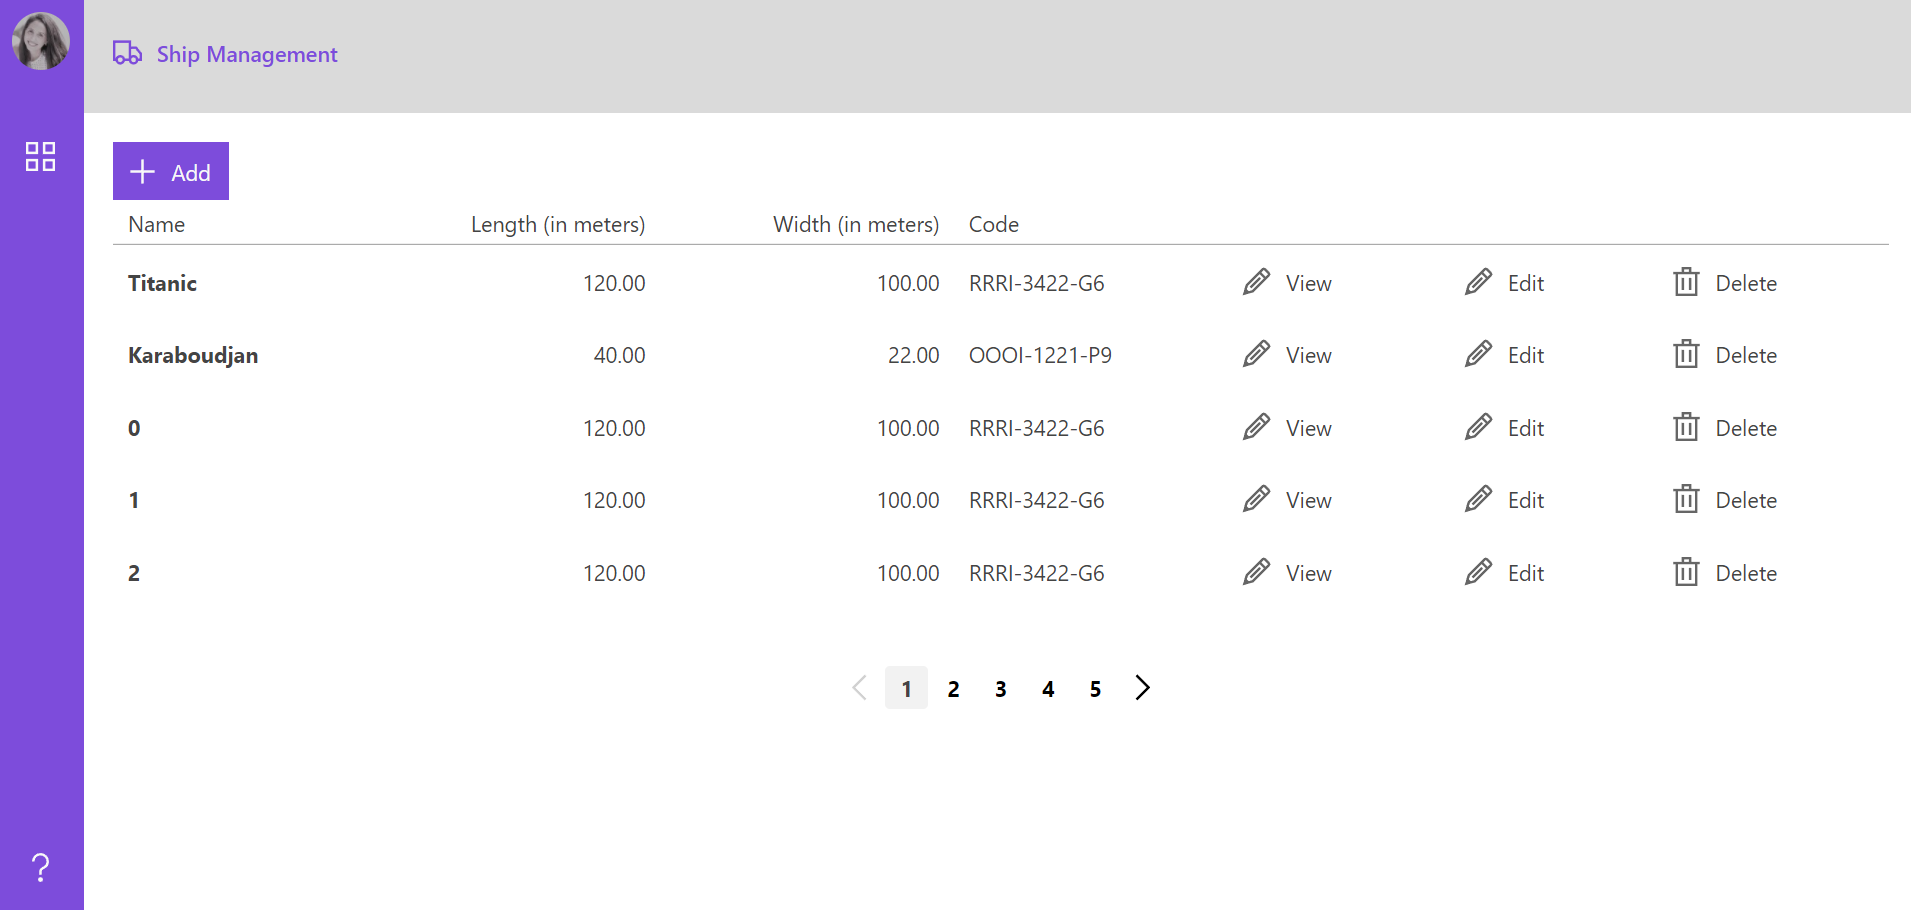 Ship Management
Add
Name Length (in meters) Width (in meters) Code
Titanic 120.00 100.00 RRRI-3422-G6 View Edit Delete
Karaboudjan 40.00 22.00 OOOI-1221-P9 View Edit Delete
0 120.00 100.00 RRRI-3422-G6 View Edit Delete
1 120.00 100.00 RRRI-3422-G6 View Edit Delete
2 120.00 100.00 RRRI-3422-G6 View Edit Delete
1 2 3 4 5
?